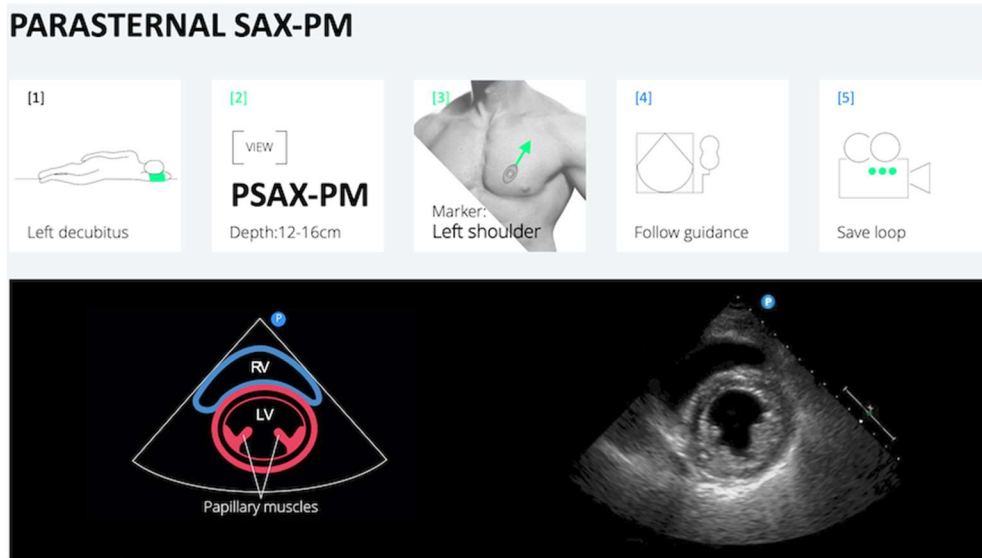 PARASTERNAL SAX-PM
[1]
Left decubitus
[2]
VIEW
PSAX-PM
Depth:12-16cm
[3]
Marker:
Left shoulder
[4]
Follow guidance
[5]
Save loop
P
RV
LV
Papillary muscles
P